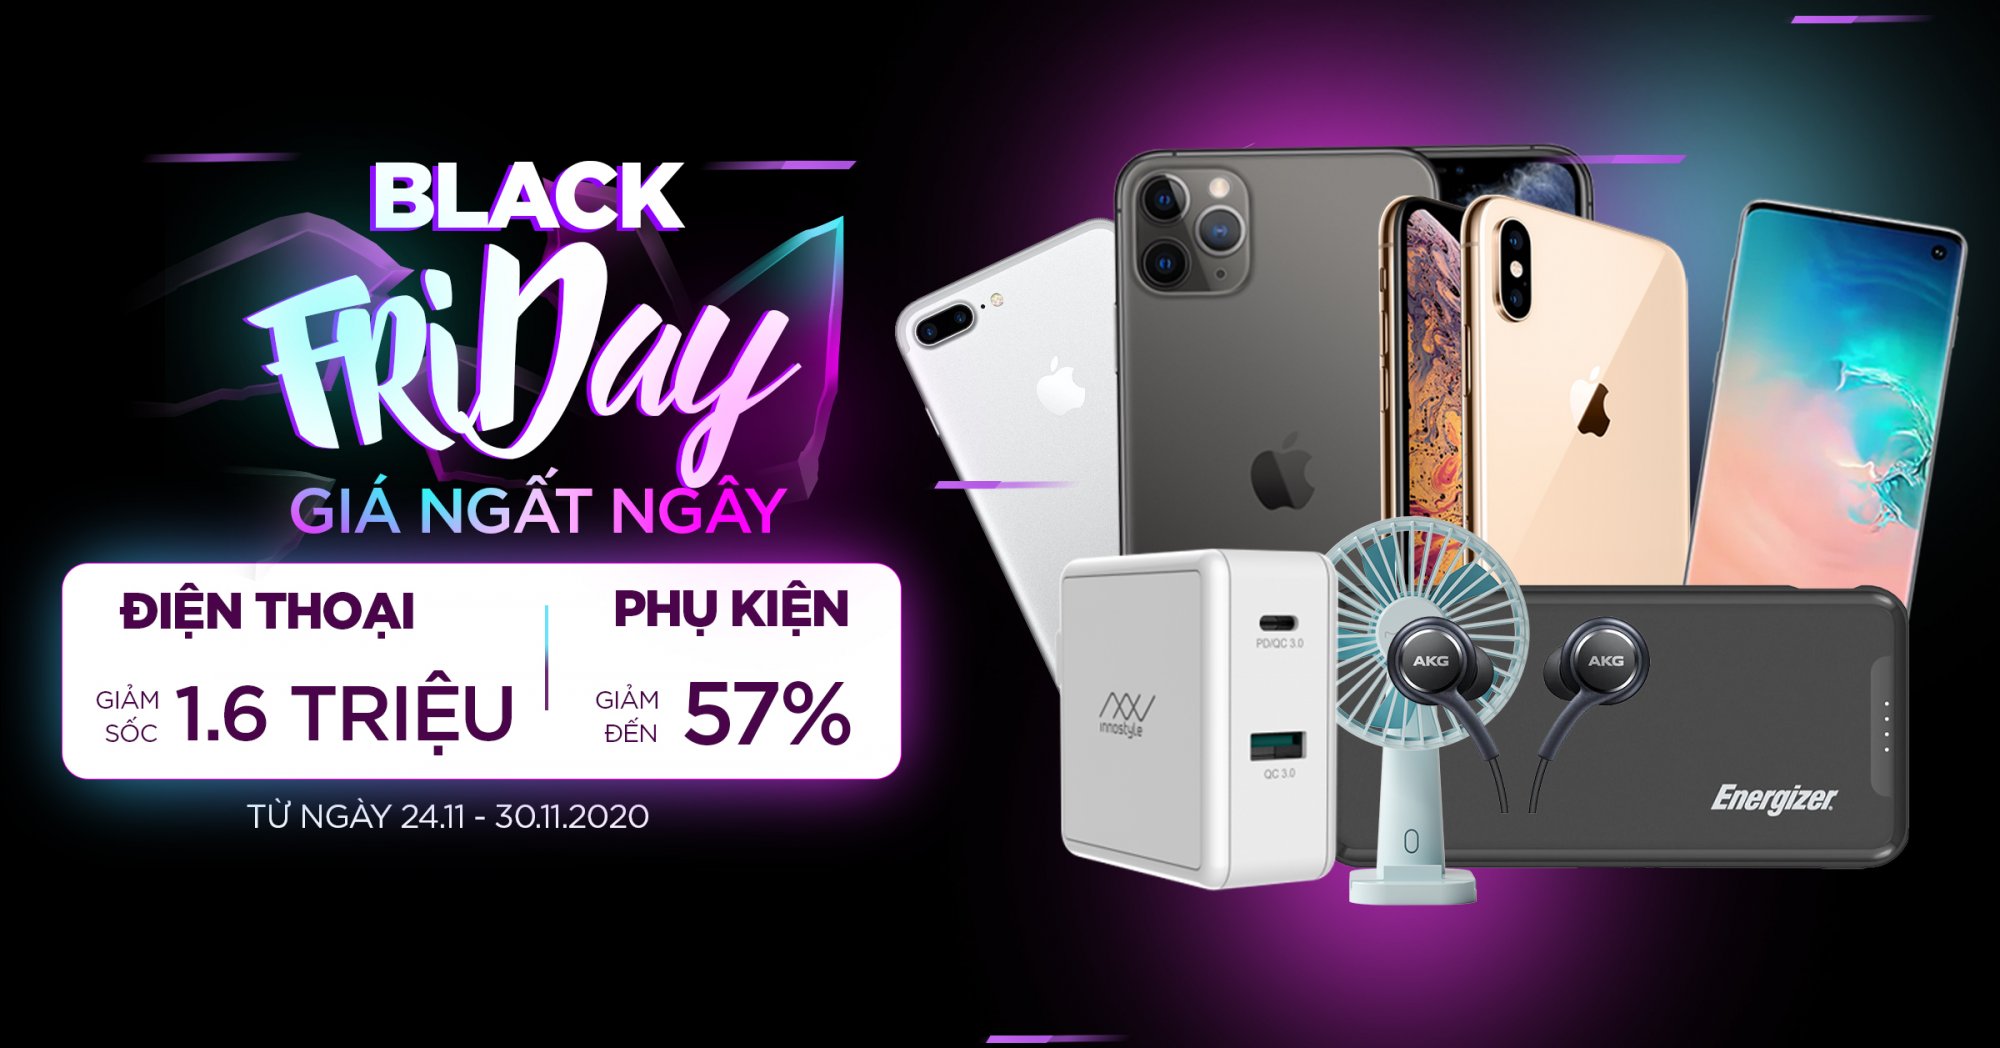 BLACK
FRiDay
GIÁ NGẤT NGÂY
ĐIỆN THOẠI
GIẢM SỐC 1.6 TRIỆU
PHỤ KIỆN
GIẢM ĐẾN 57%
TỪ NGÀY 24.11 - 30.11.2020
PD/QC 3.0
innostyle
QC 3.0
AKG
AKG
Energizer.